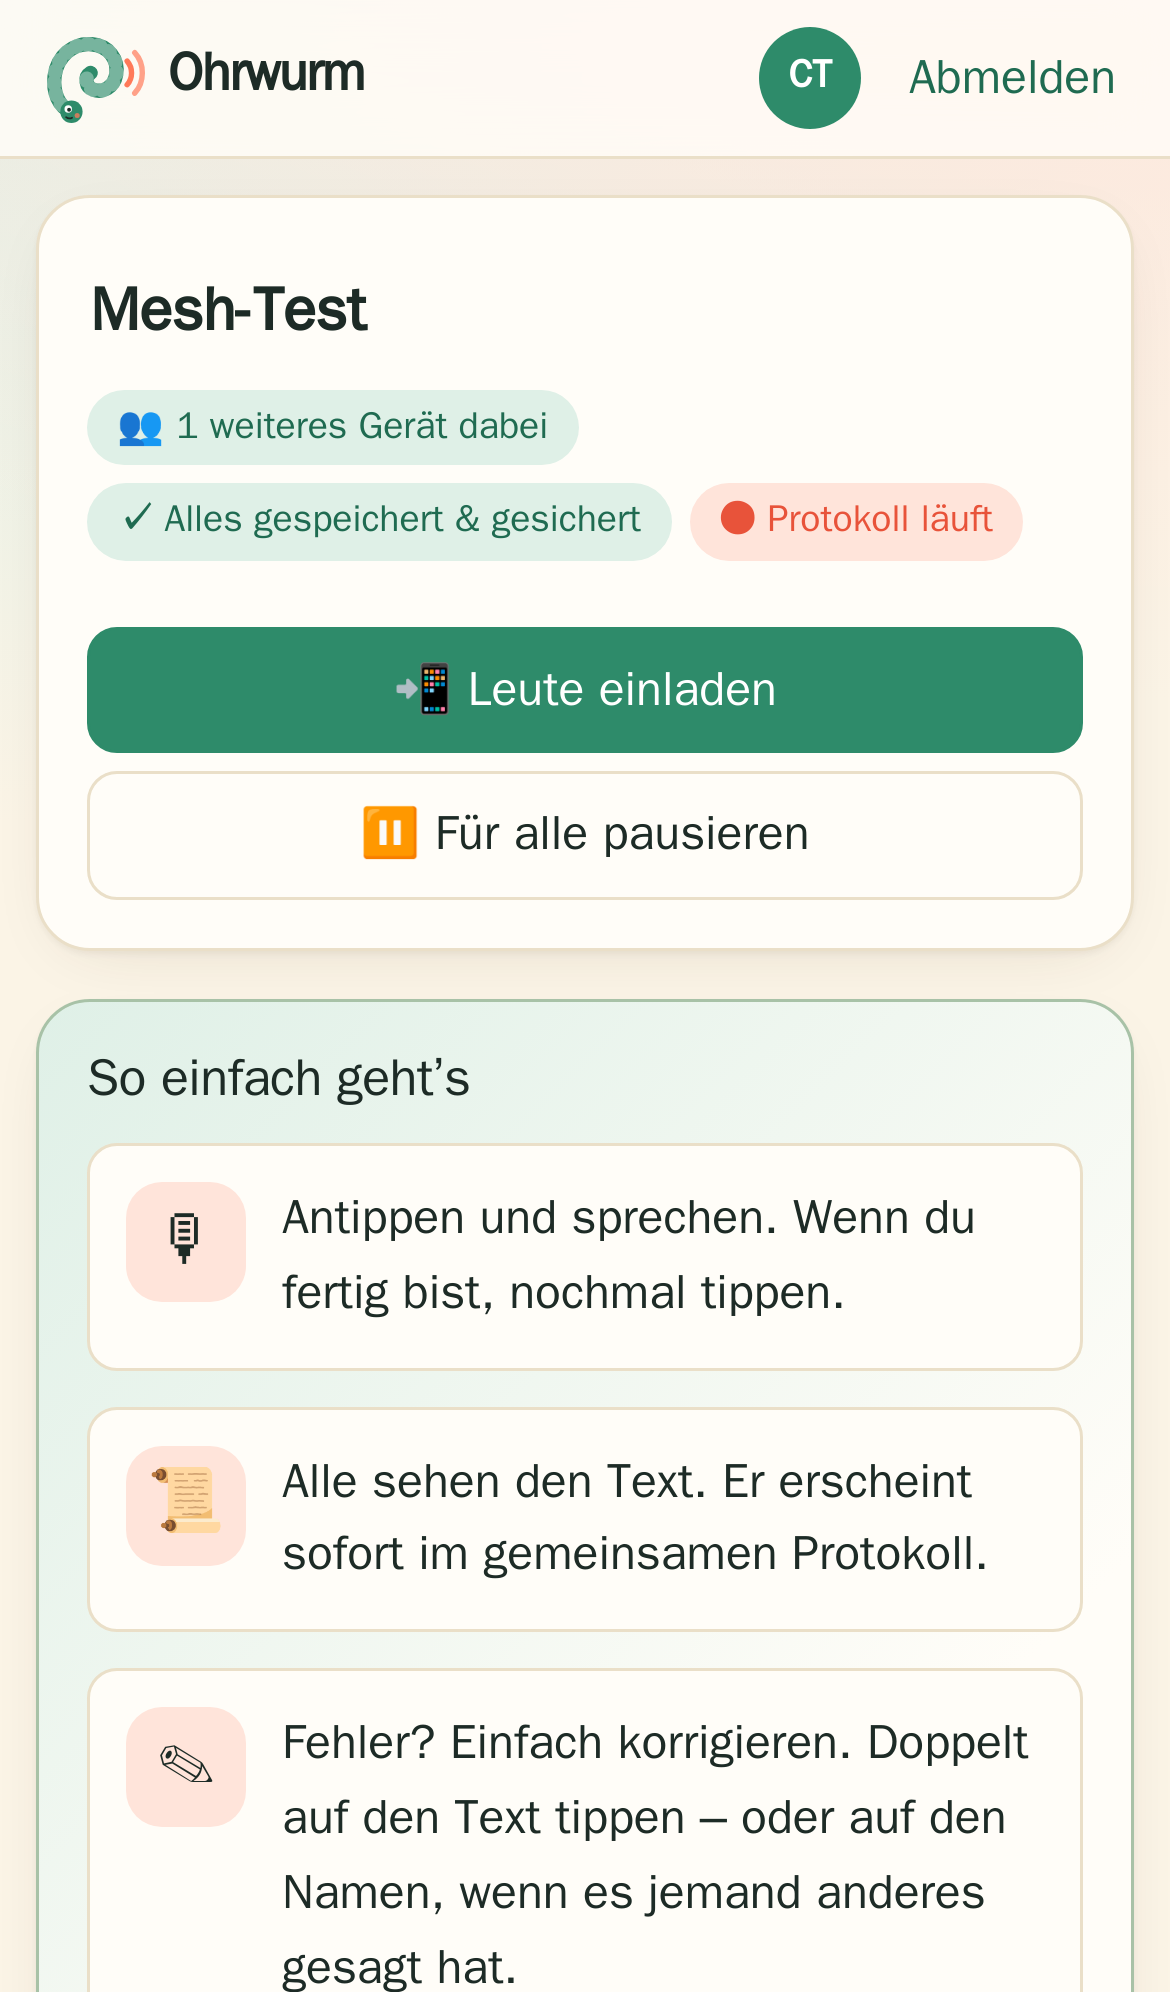 Ohrwurm
CT
Abmelden
Mesh-Test
1 weiteres Gerät dabei
✓ Alles gespeichert & gesichert
Protokoll läuft
Leute einladen
Für alle pausieren
So einfach geht’s
Antippen und sprechen. Wenn du
fertig bist, nochmal tippen.
Alle sehen den Text. Er erscheint
sofort im gemeinsamen Protokoll.
Fehler? Einfach korrigieren. Doppelt
auf den Text tippen – oder auf den
Namen, wenn es jemand anderes
gesagt hat.